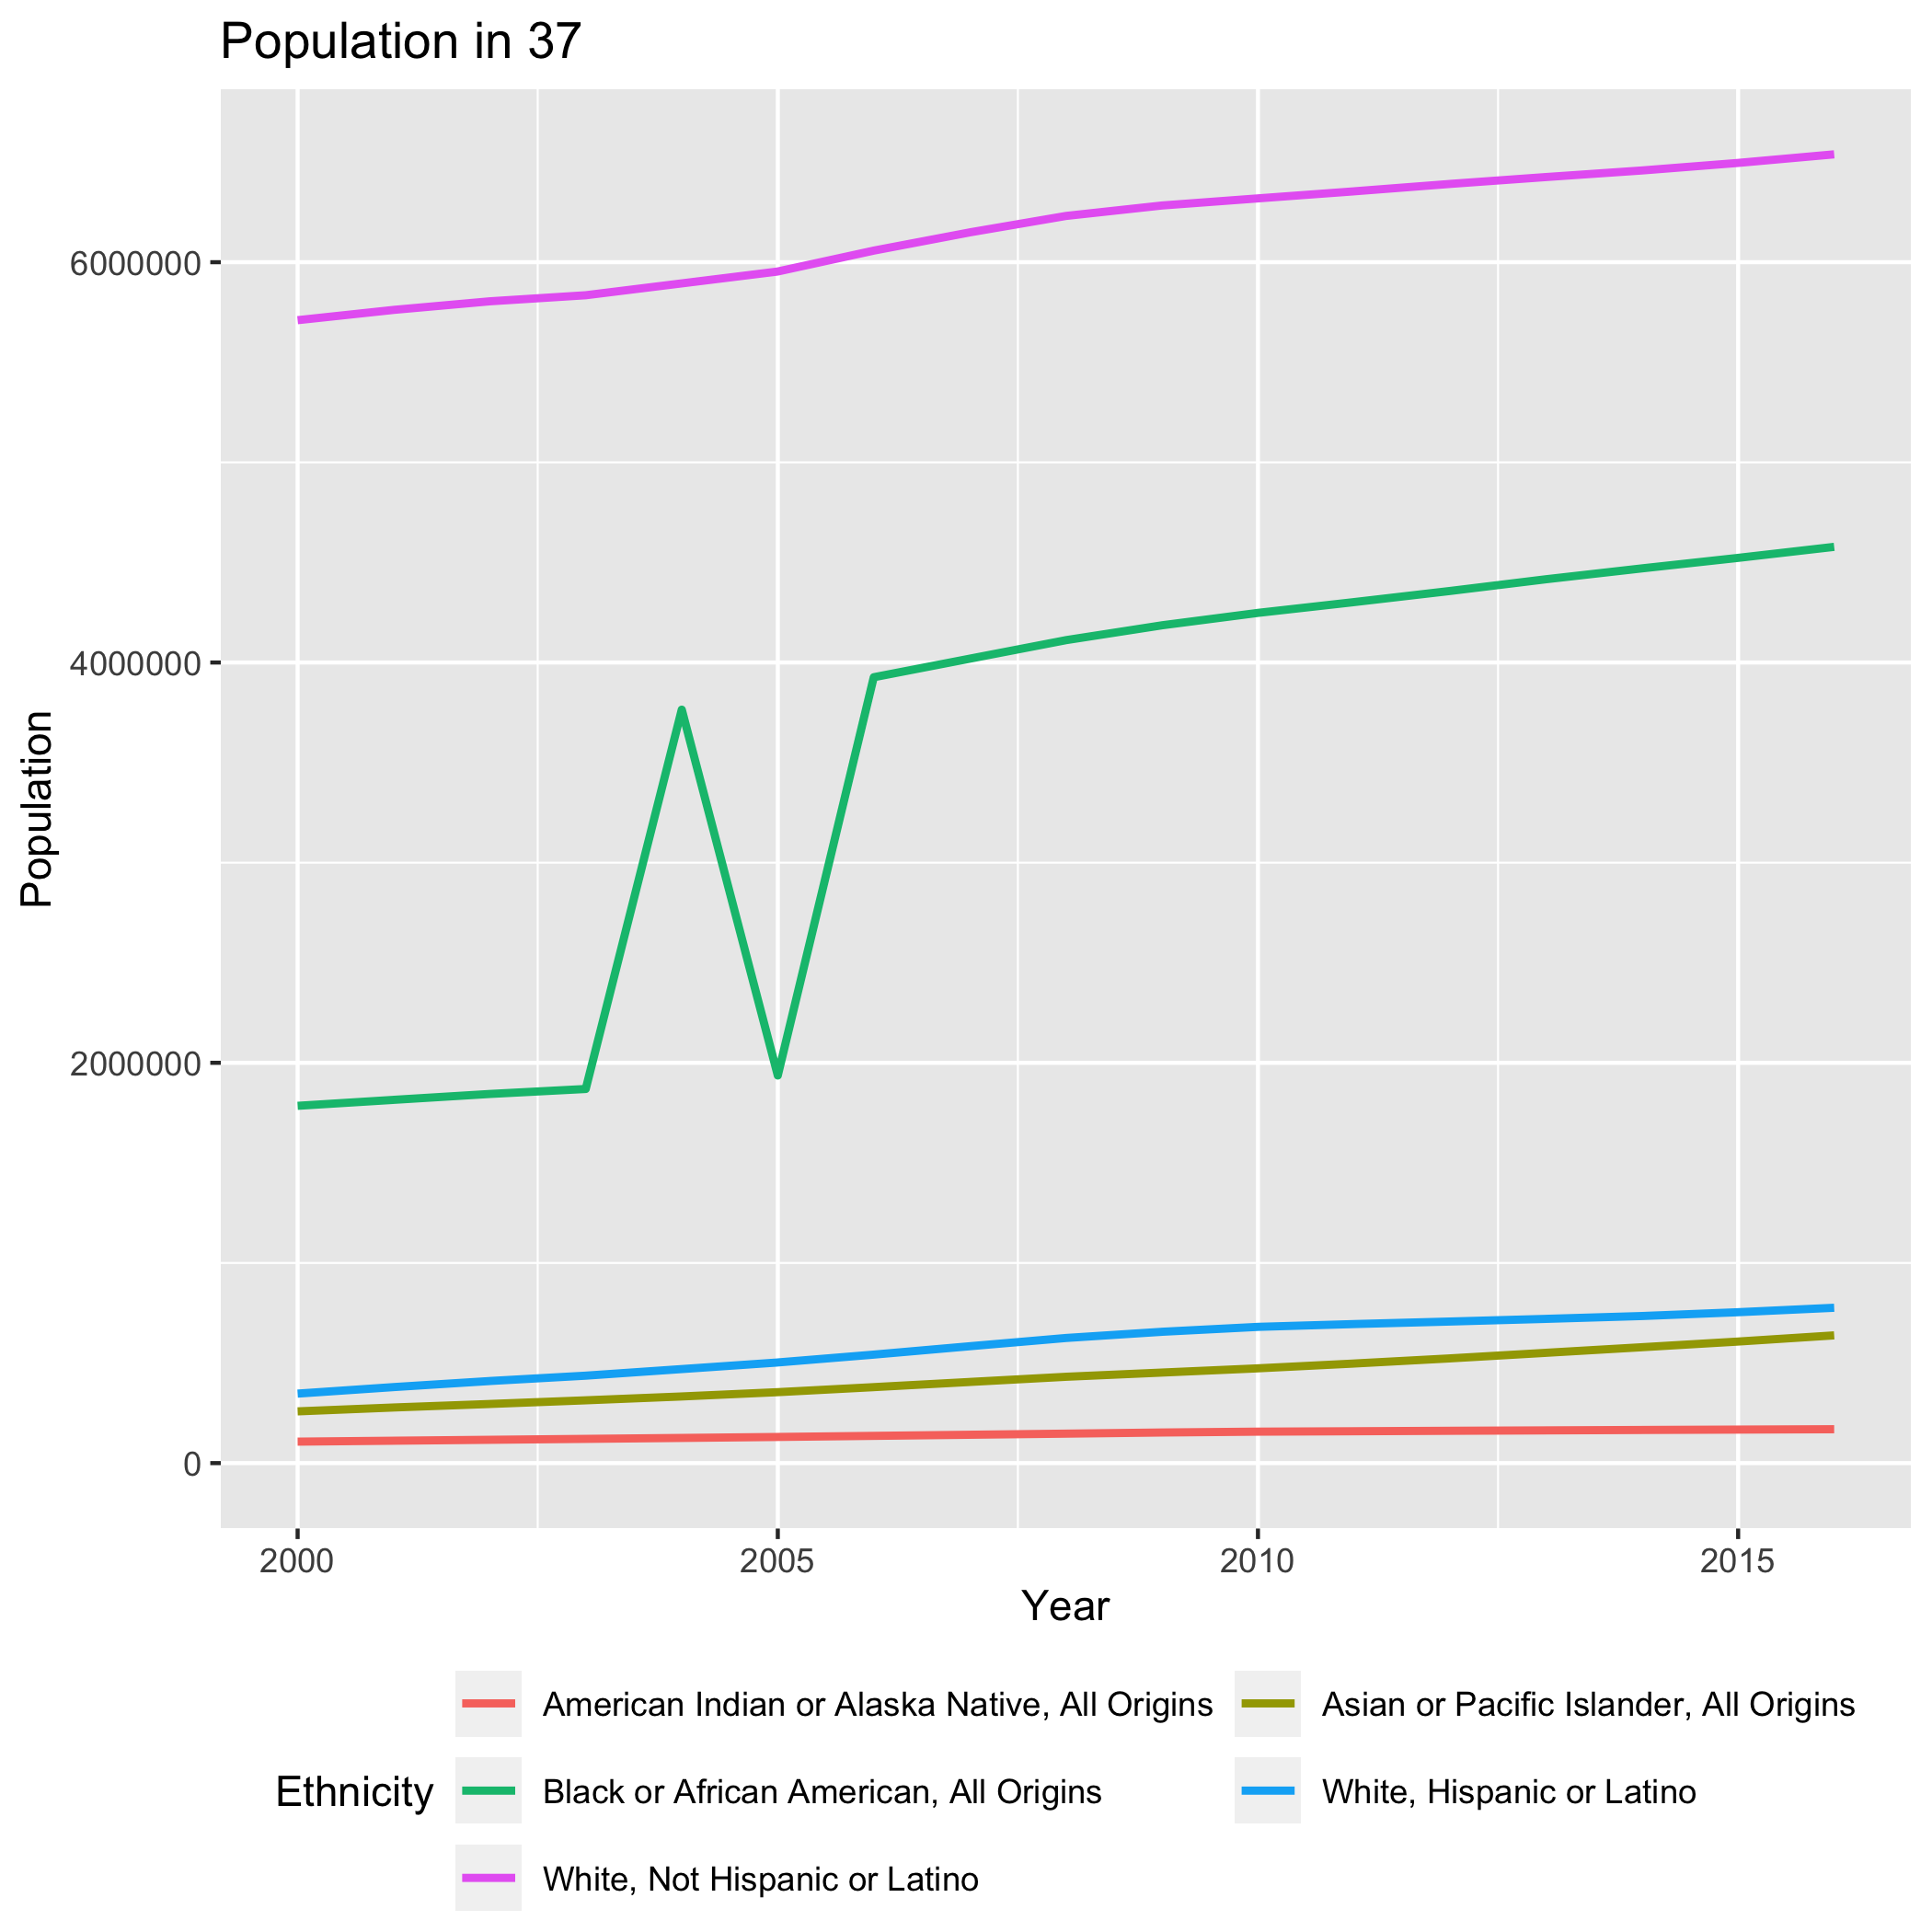 Population in 37
Population
6000000
4000000
2000000
0
2000 2005 2010 2015
Year
Ethnicity
American Indian or Alaska Native, All Origins
Asian or Pacific Islander, All Origins
Black or African American, All Origins
White, Hispanic or Latino
White, Not Hispanic or Latino